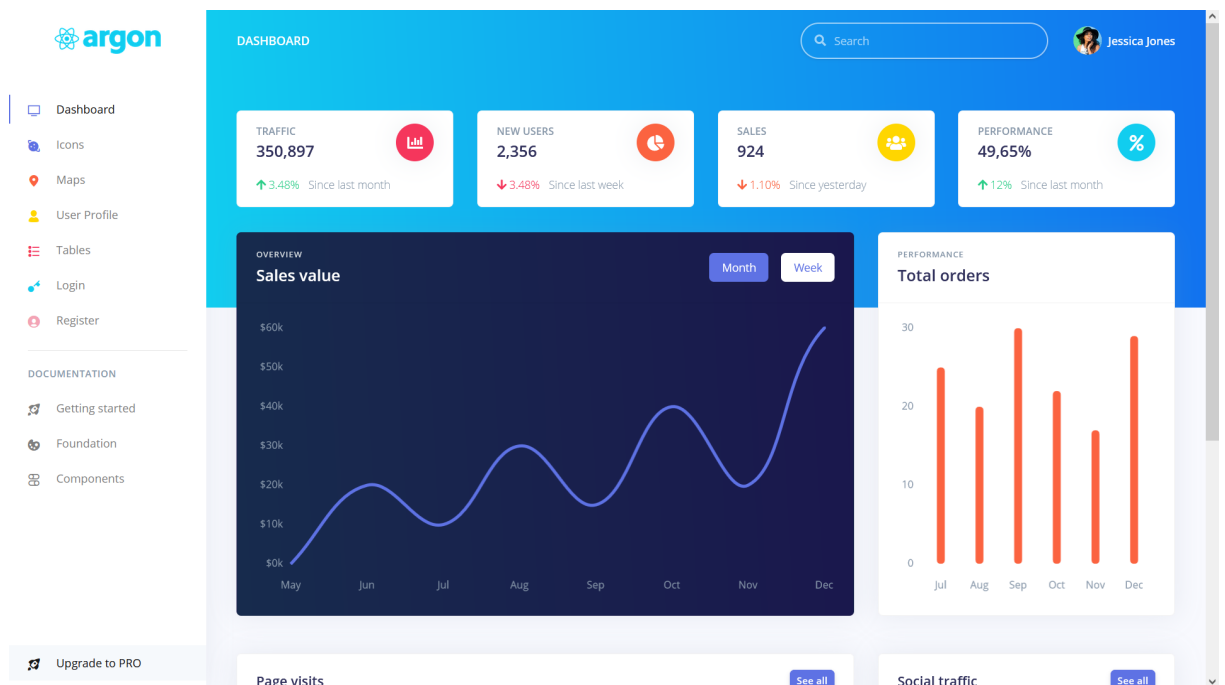 argon
Dashboard
Icons
Maps
User Profile
Tables
Login
Register
DOCUMENTATION
Getting started
Foundation
Components
Upgrade to PRO
DASHBOARD
Search
Jessica Jones
TRAFFIC
350,897
3.48% Since last month
NEW USERS
2,356
3.48% Since last week
SALES
924
1.10% Since yesterday
PERFORMANCE
49,65%
12% Since last month
OVERVIEW
Sales value
Month Week
$60k
$50k
$40k
$30k
$20k
$10k
$0k
May Jun Jul Aug Sep Oct Nov Dec
PERFORMANCE
Total orders
30
20
10
0
Jul Aug Sep Oct Nov Dec
Page visits See all
Social traffic See all